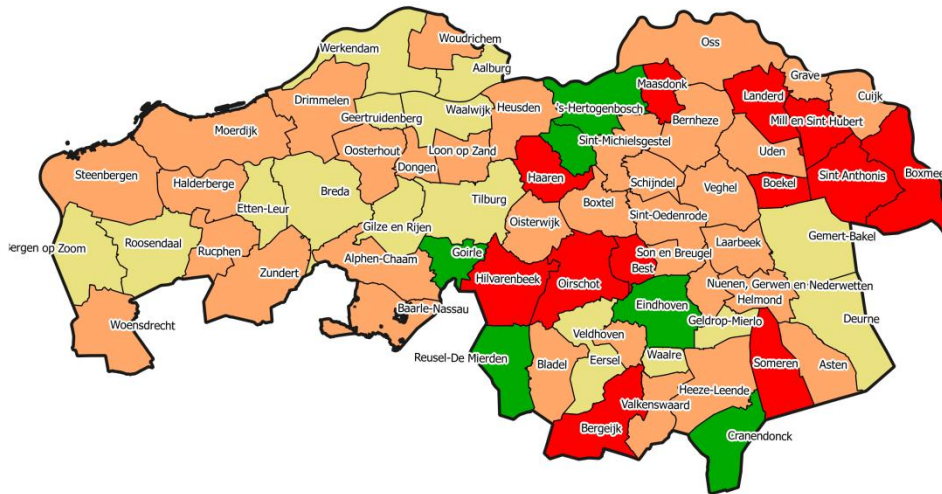 Woudrichem
Werkendam
Aalburg
Oss
Grave
Maasdonk
Landerd
Cuijk
Drimmelen
Geertruidenberg
Waalwijk
Heusden
's-Hertogenbosch
Mill en Sint Hubert
Bernheze
Moerdijk
Sint-Michielsgestel
Oosterhout
Loon op Zand
Uden
Dongen
Steenbergen
Haaren
Sint Anthonis
Boxmee
Halderberge
Schijndel
Boekel
Breda
Veghel
Tilburg
Boxtel
Etten-Leur
Sint-Oedenrode
Oisterwijk
Gilze en Rijen
Bergen op Zoom
Roosendaal
Rucphen
Laarbeek
Gemert-Bakel
Goirle
Son en Breugel
Alphen-Chaam
Zundert
Best
Hilvarenbeek
Oirschot
Nuenen, Gerwen en Nederwetten
Helmond
Baarle-Nassau
Eindhoven
Woensdrecht
Geldrop-Mierlo
Deurne
Veldhoven
Reusel-De Mierden
Waalre
Bladel
Eersel
Someren
Asten
Heeze-Leende
Valkenswaard
Bergeijk
Cranendonck